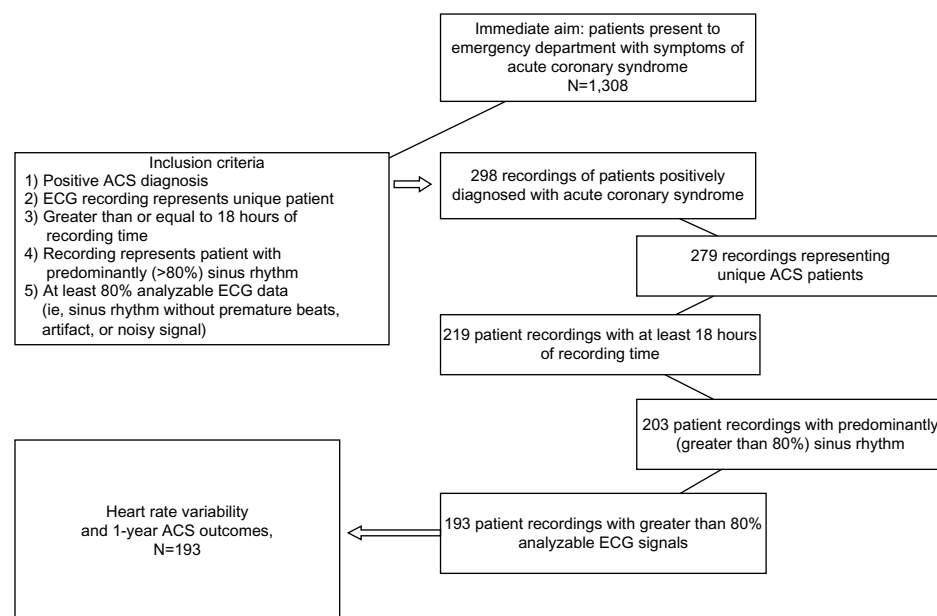 Immediate aim: patients present to
emergency department with symptoms of
acute coronary syndrome
N=1,308
Inclusion criteria
1) Positive ACS diagnosis
2) ECG recording represents unique patient
3) Greater than or equal to 18 hours of
recording time
4) Recording represents patient with
predominantly (>80%) sinus rhythm
5) At least 80% analyzable ECG data
(ie, sinus rhythm without premature beats,
artifact, or noisy signal)
298 recordings of patients positively
diagnosed with acute coronary syndrome
279 recordings representing
unique ACS patients
219 patient recordings with at least 18 hours
of recording time
203 patient recordings with predominantly
(greater than 80%) sinus rhythm
193 patient recordings with greater than 80%
analyzable ECG signals
Heart rate variability
and 1-year ACS outcomes,
N=193